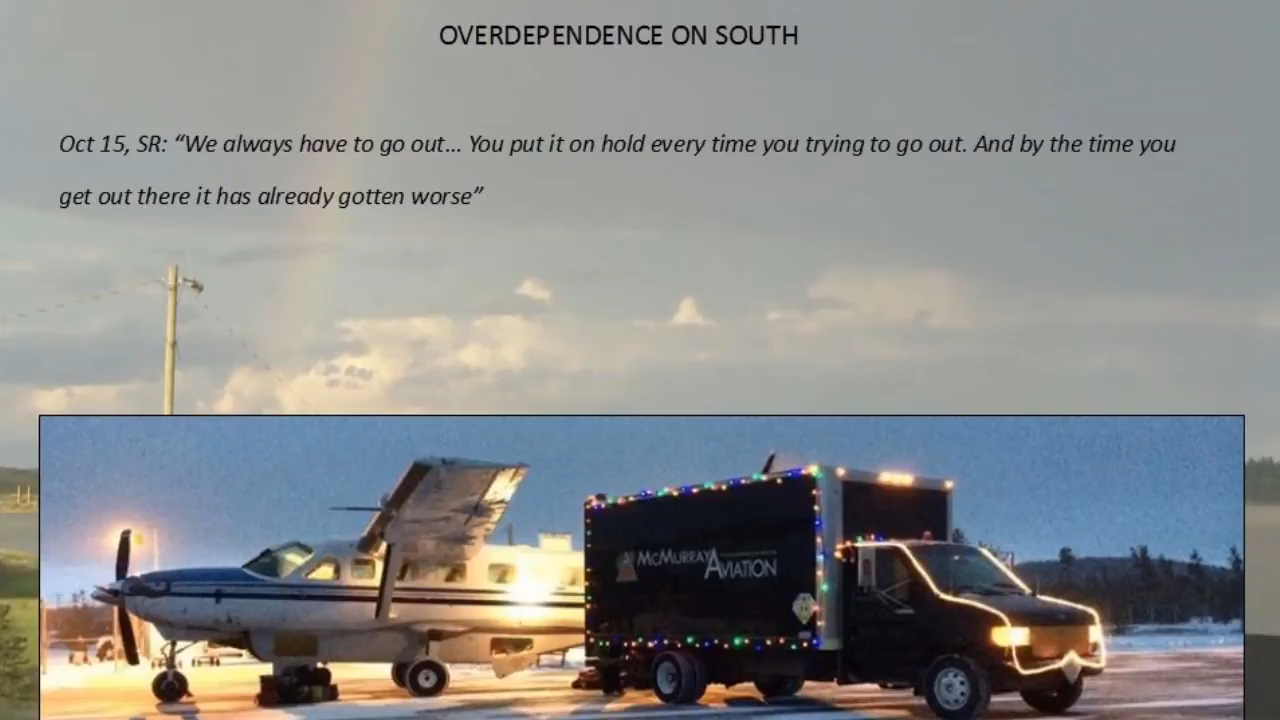 OVERDEPENDENCE ON SOUTH
Oct 15, SR: “We always have to go out... You put it on hold every time you trying to go out. And by the time you
get out there it has already gotten worse”
MCMURRAY AVIATION